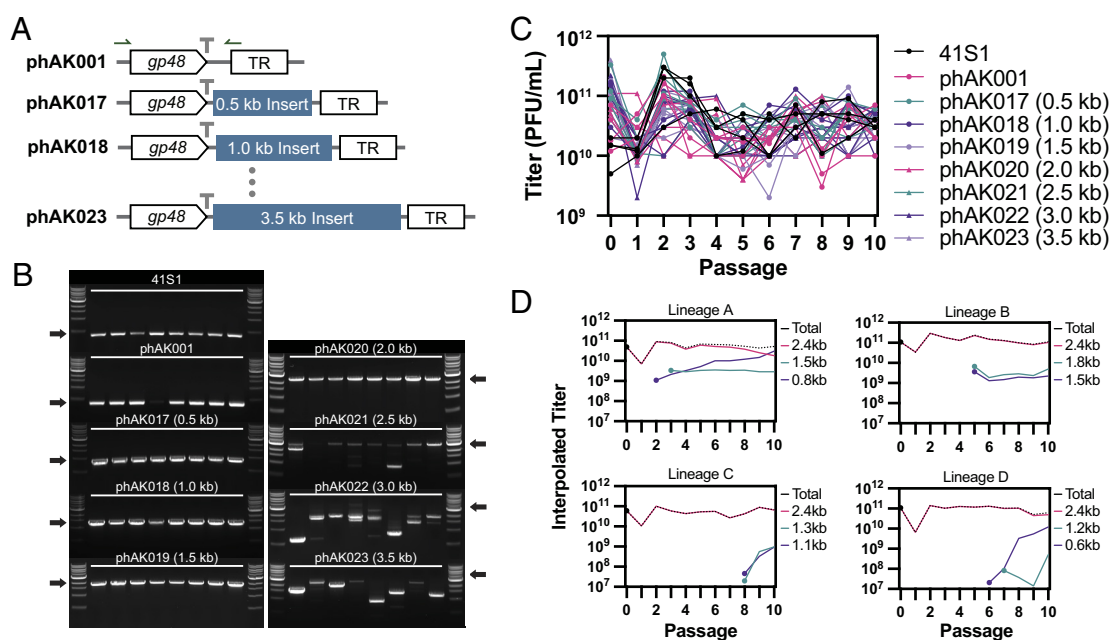 A
phAK001
gp48
TR
phAK017
gp48
0.5 kb Insert
TR
phAK018
gp48
1.0 kb Insert
TR
phAK023
gp48
3.5 kb Insert
TR
B
41S1
phAK001
phAK017 (0.5 kb)
phAK018 (1.0 kb)
phAK019 (1.5 kb)
phAK020 (2.0 kb)
phAK021 (2.5 kb)
phAK022 (3.0 kb)
phAK023 (3.5 kb)
C
Titer (PFU/mL)
10¹²
10¹¹
10¹⁰
10⁹
0 1 2 3 4 5 6 7 8 9 10
Passage
41S1
phAK001
phAK017 (0.5 kb)
phAK018 (1.0 kb)
phAK019 (1.5 kb)
phAK020 (2.0 kb)
phAK021 (2.5 kb)
phAK022 (3.0 kb)
phAK023 (3.5 kb)
D
Interpolated Titer
Lineage A
10¹²
10¹¹
10¹⁰
10⁹
10⁸
10⁷
0 2 4 6 8 10
Total
2.4kb
1.5kb
0.8kb
Lineage B
10¹²
10¹¹
10¹⁰
10⁹
10⁸
10⁷
0 2 4 6 8 10
Total
2.4kb
1.8kb
1.5kb
Lineage C
10¹²
10¹¹
10¹⁰
10⁹
10⁸
10⁷
0 2 4 6 8 10
Passage
Total
2.4kb
1.3kb
1.1kb
Lineage D
10¹²
10¹¹
10¹⁰
10⁹
10⁸
10⁷
0 2 4 6 8 10
Passage
Total
2.4kb
1.2kb
0.6kb